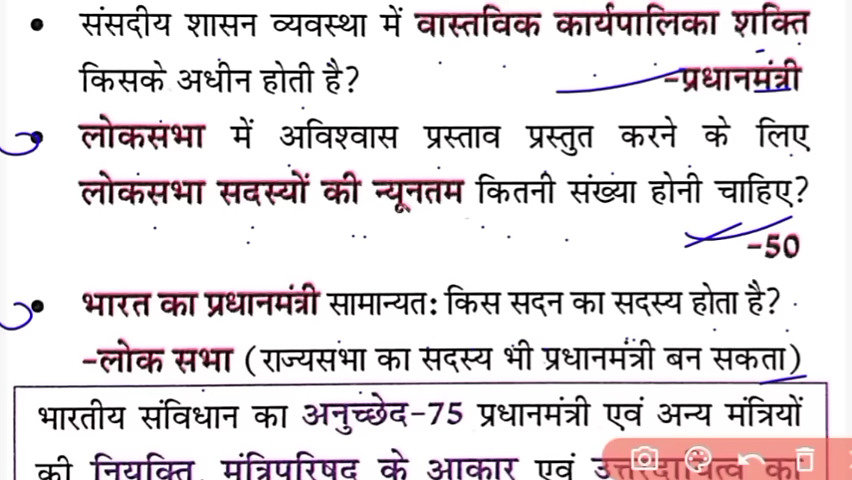 • संसदीय शासन व्यवस्था में वास्तविक कार्यपालिका शक्ति
किसके अधीन होती है? -प्रधानमंत्री
• लोकसभा में अविश्वास प्रस्ताव प्रस्तुत करने के लिए
लोकसभा सदस्यों की न्यूनतम कितनी संख्या होनी चाहिए?
-50
• भारत का प्रधानमंत्री सामान्यत: किस सदन का सदस्य होता है?
-लोक सभा (राज्यसभा का सदस्य भी प्रधानमंत्री बन सकता)
भारतीय संविधान का अनुच्छेद-75 प्रधानमंत्री एवं अन्य मंत्रियों
की नियुक्ति, मंत्रिपरिषद के आकार एवं उत्तरदायित्व का